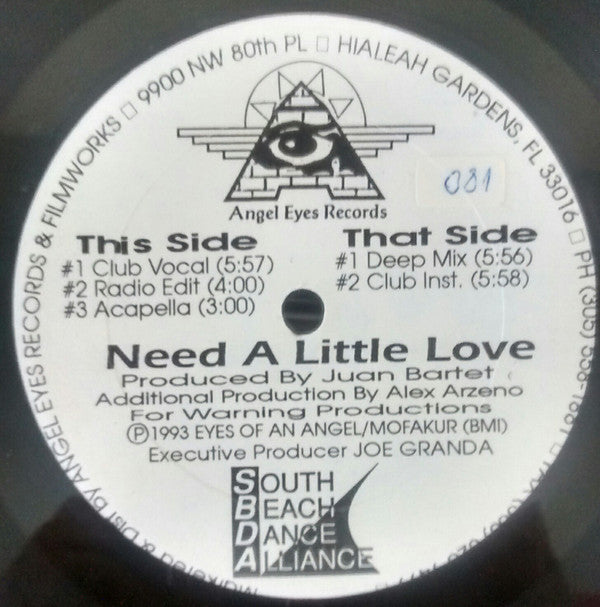 ANGEL EYES RECORDS & FILMWORKS 9900 NW 80th PL HIALEAH GARDENS, FL 33016 PH (305)
Angel Eyes Records
081
This Side
#1 Club Vocal (5:57)
#2 Radio Edit (4:00)
#3 Acapella (3:00)
That Side
#1 Deep Mix (5:56)
#2 Club Inst. (5:58)
Need A Little Love
Produced By Juan Bartet
Additional Production By Alex Arzeno
For Warning Productions
Ⓟ1993 EYES OF AN ANGEL/MOFAKUR (BMI)
Executive Producer JOE GRANDA
SOUTH
BEACH
DANCE
ALLIANCE
& Dist by